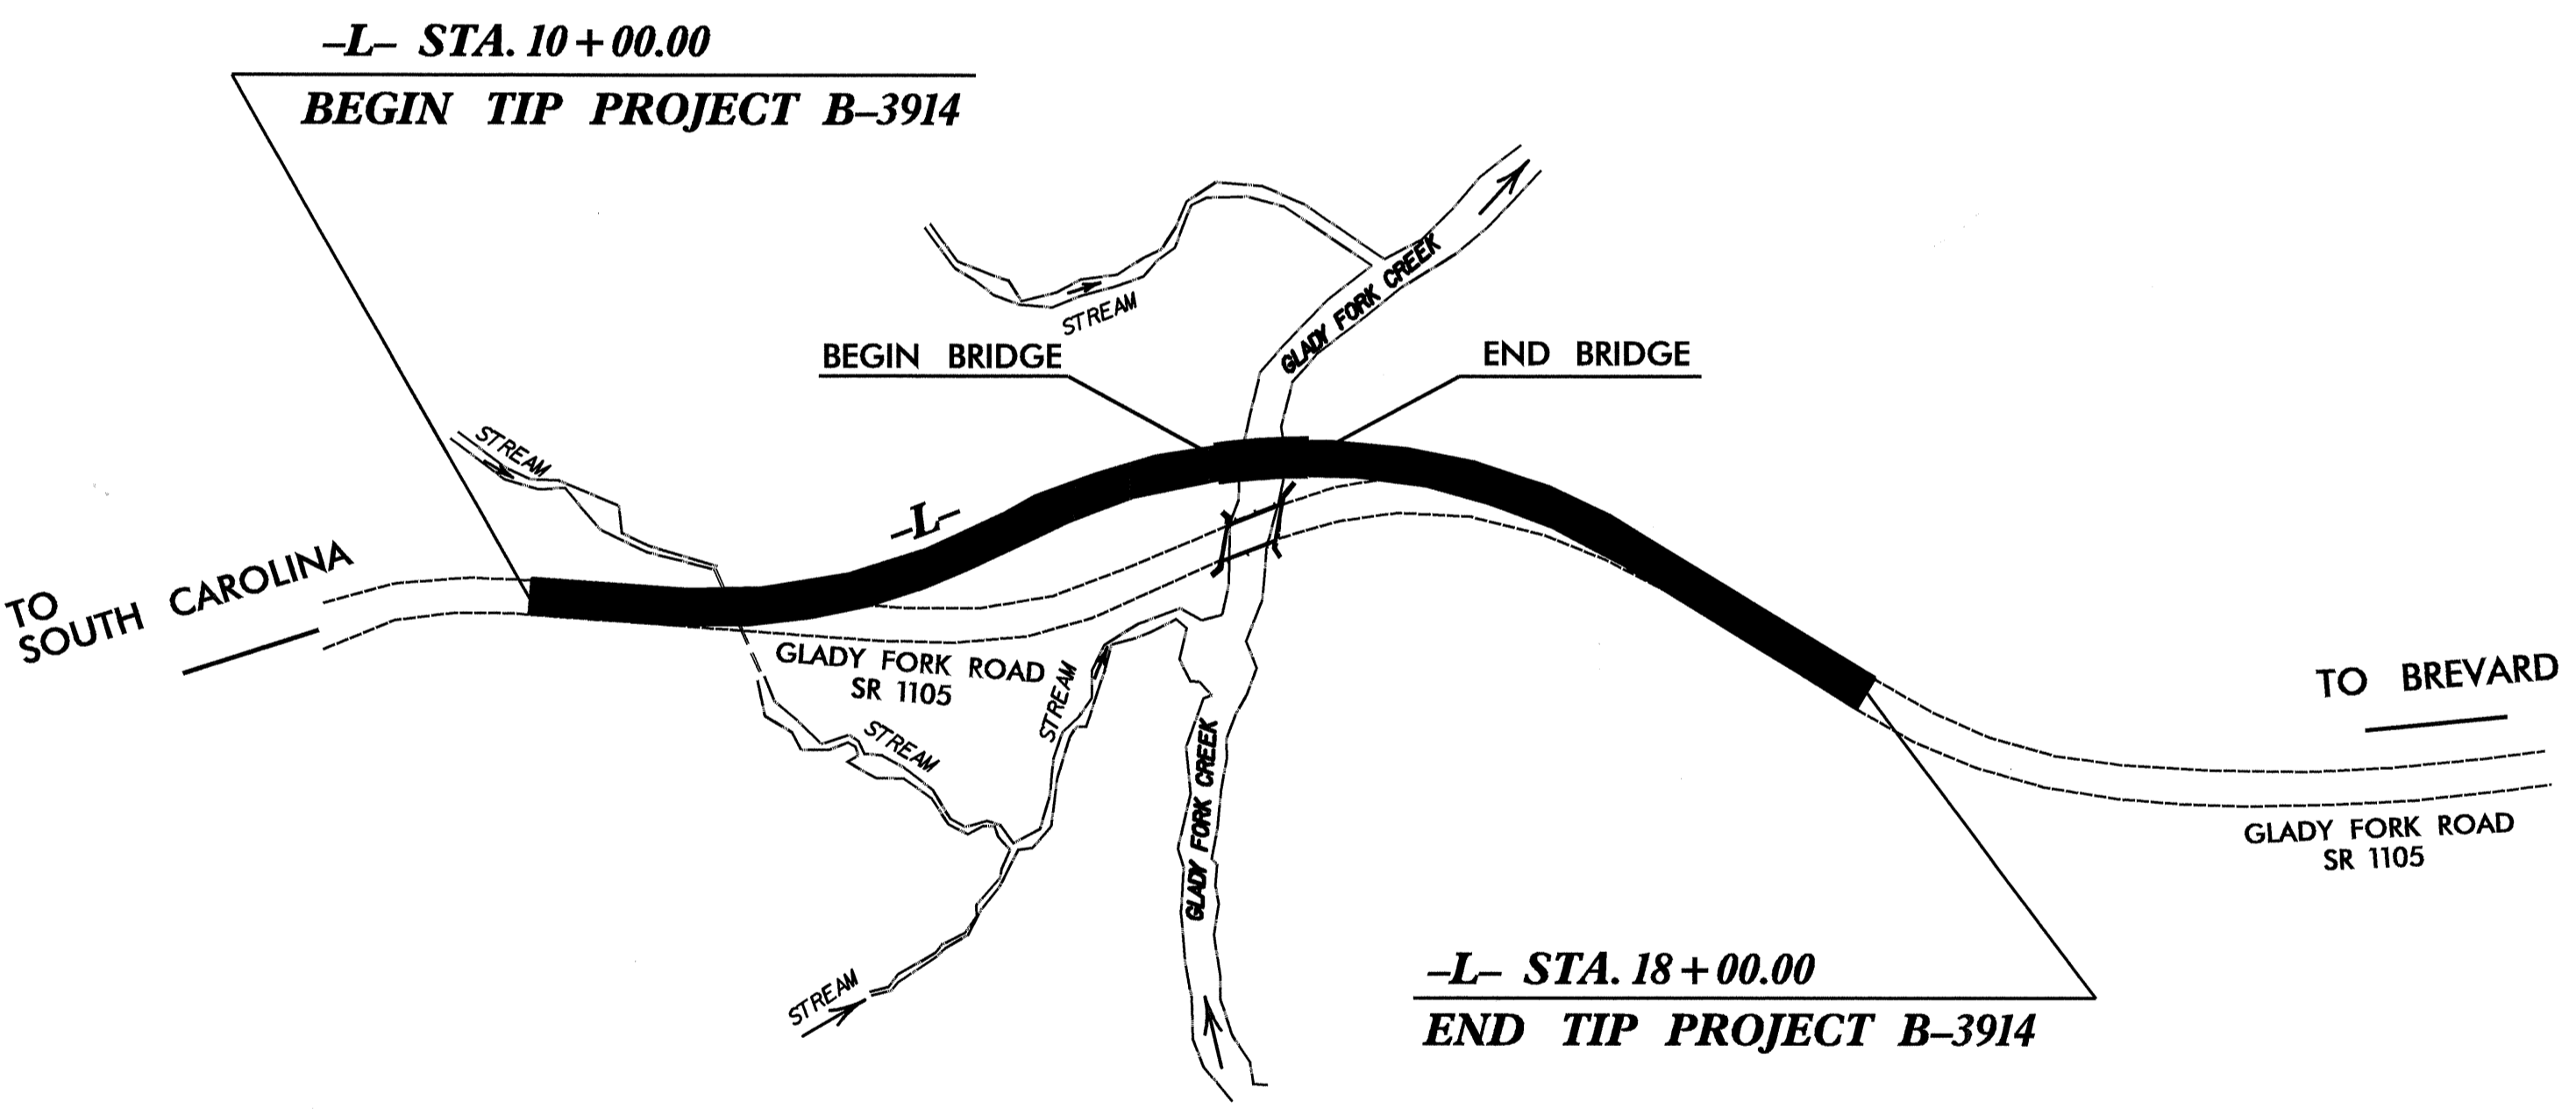 –L– STA. 10+00.00
BEGIN TIP PROJECT B–3914
STREAM
GLADY FORK CREEK
BEGIN BRIDGE
END BRIDGE
STREAM
–L–
TO
SOUTH CAROLINA
GLADY FORK ROAD
SR 1105
STREAM
STREAM
GLADY FORK CREEK
TO BREVARD
GLADY FORK ROAD
SR 1105
STREAM
–L– STA. 18+00.00
END TIP PROJECT B–3914